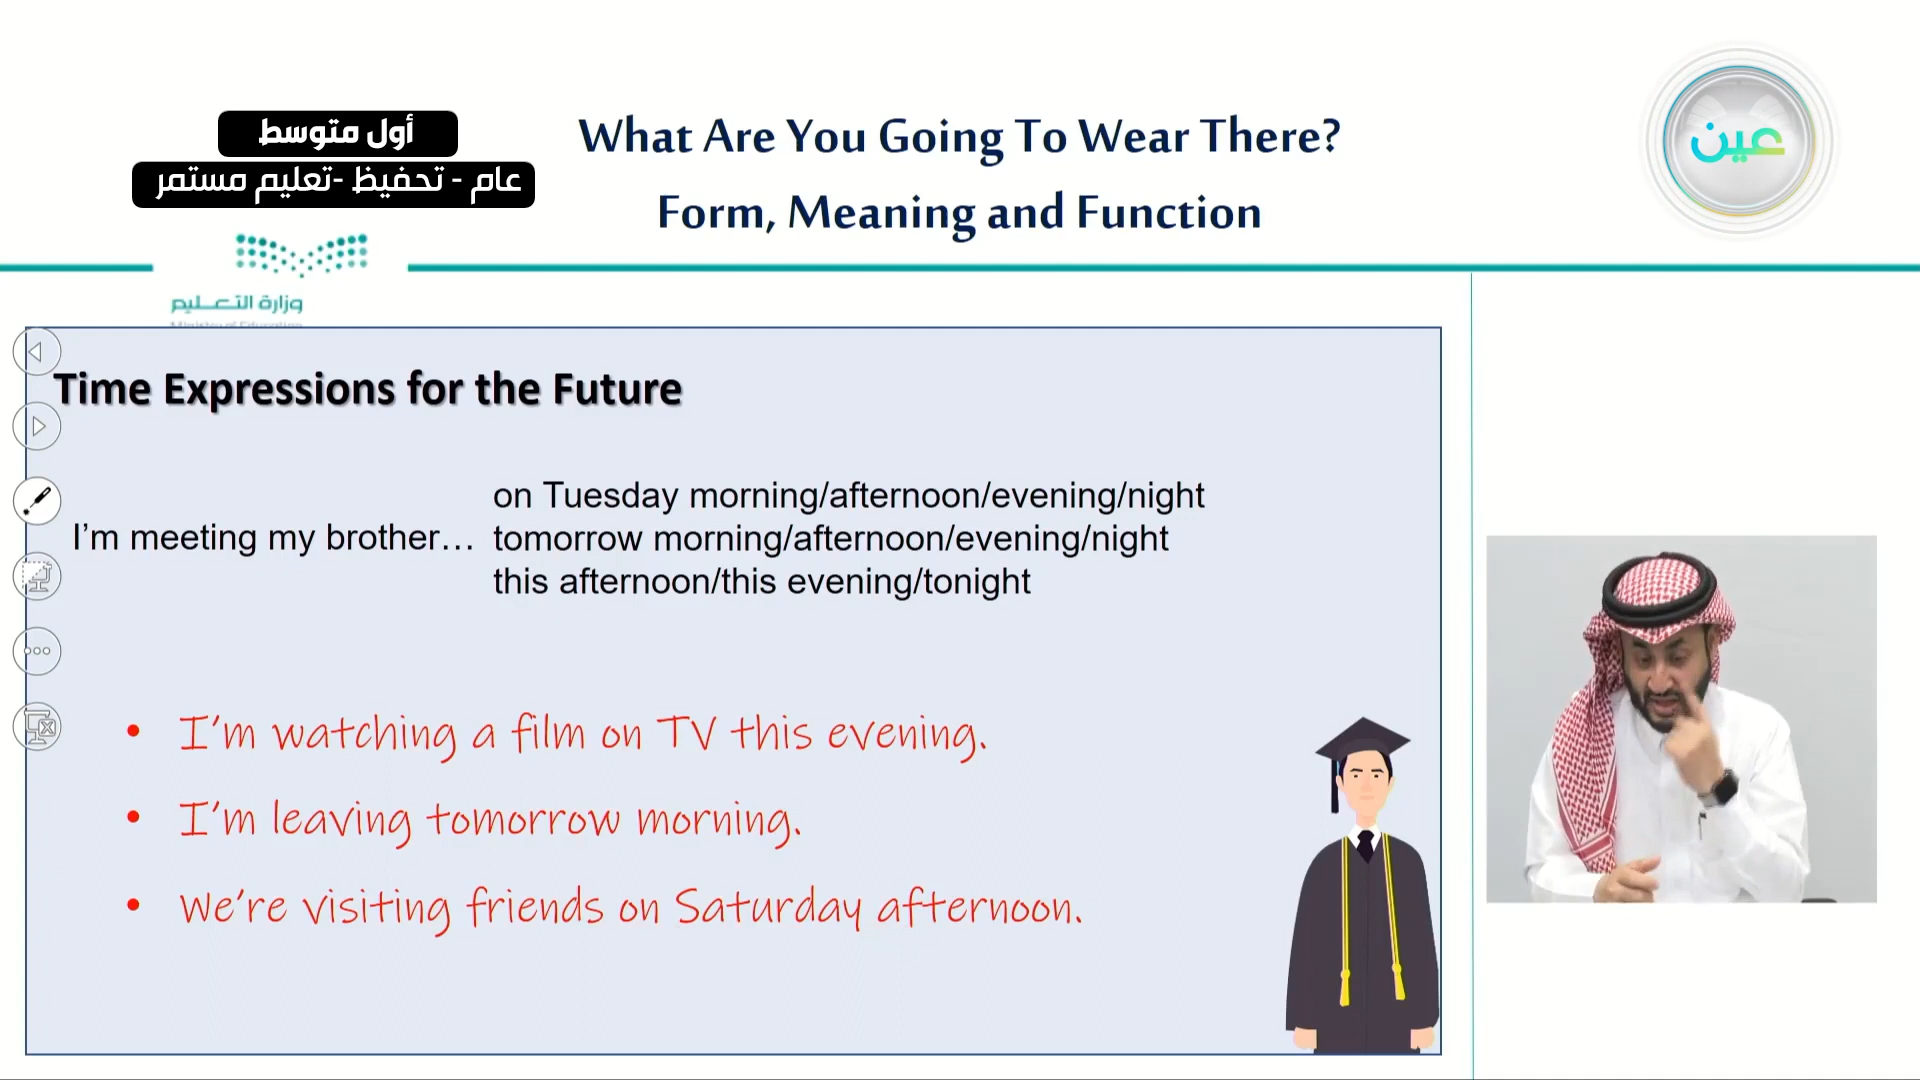 أول متوسط
عام - تحفيظ -تعليم مستمر
What Are You Going To Wear There?
Form, Meaning and Function
عين
وزارة التعليم
Ministry of Education
Time Expressions for the Future
I'm meeting my brother…
on Tuesday morning/afternoon/evening/night
tomorrow morning/afternoon/evening/night
this afternoon/this evening/tonight
• I'm watching a film on TV this evening.
• I'm leaving tomorrow morning.
• We're visiting friends on Saturday afternoon.